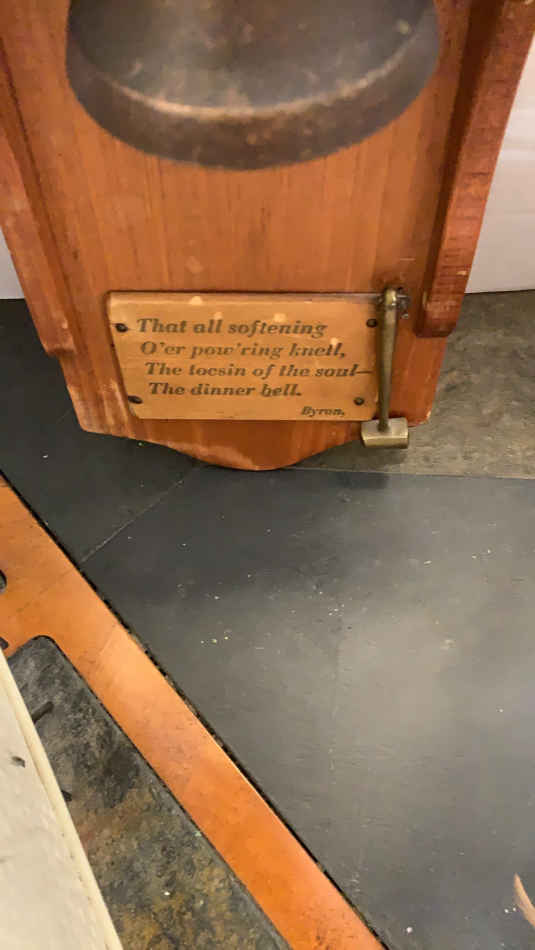 That all softening
O'er pow'ring knell,
The tocsin of the soul—
The dinner bell.
Byron,